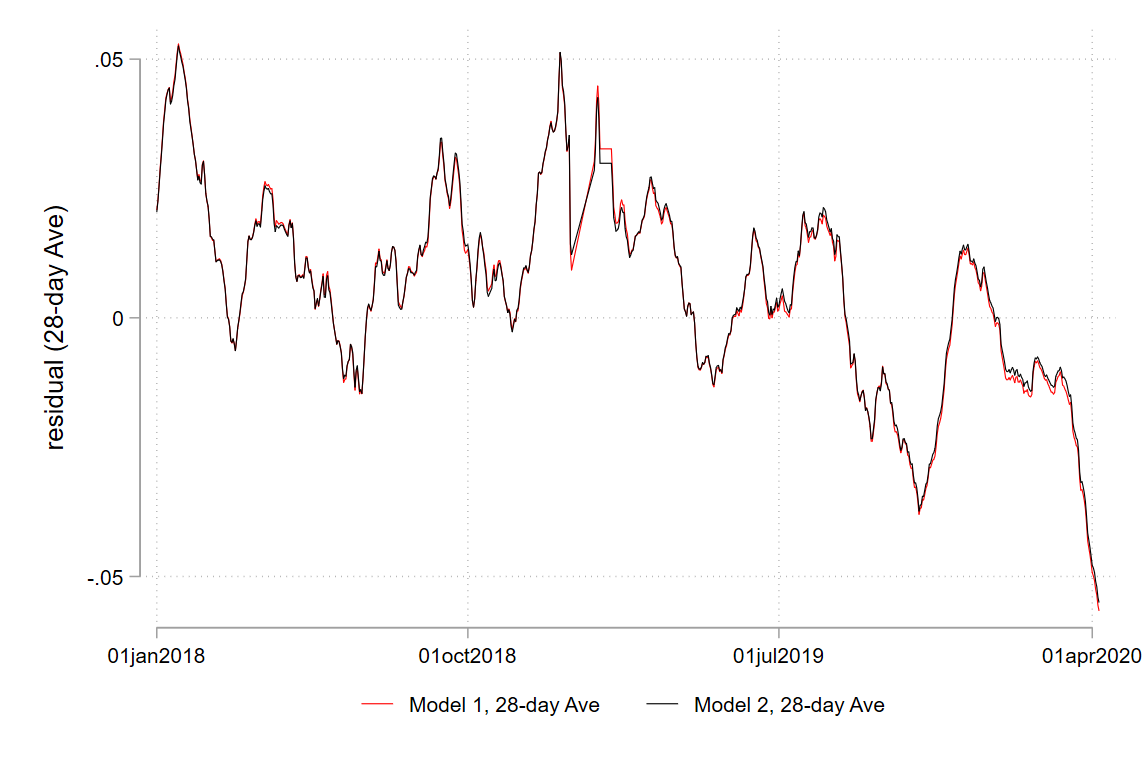 residual (28-day Ave)
.05
0
-.05
01jan2018 01oct2018 01jul2019 01apr2020
Model 1, 28-day Ave Model 2, 28-day Ave